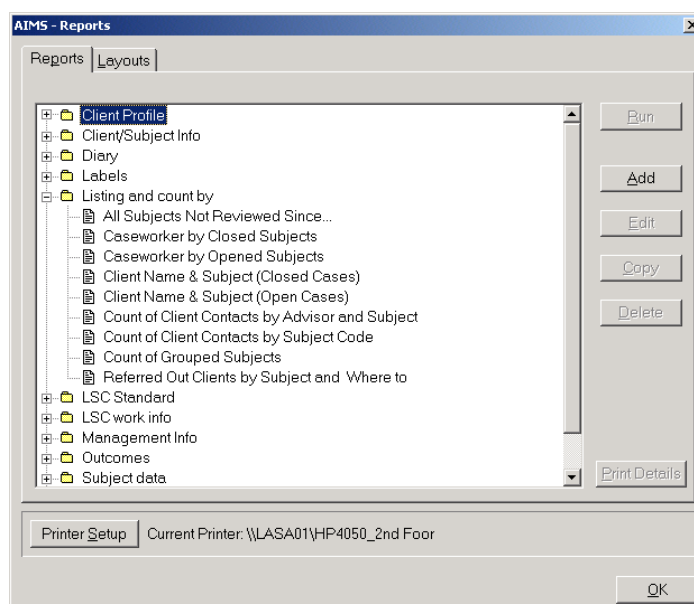 AIMS - Reports
Reports Layouts
Client Profile
Client/Subject Info
Diary
Labels
Listing and count by
All Subjects Not Reviewed Since...
Caseworker by Closed Subjects
Caseworker by Opened Subjects
Client Name & Subject (Closed Cases)
Client Name & Subject (Open Cases)
Count of Client Contacts by Advisor and Subject
Count of Client Contacts by Subject Code
Count of Grouped Subjects
Referred Out Clients by Subject and Where to
LSC Standard
LSC work info
Management Info
Outcomes
Subject data
Run
Add
Edit
Copy
Delete
Print Details
Printer Setup Current Printer: \\LASA01\HP4050_2nd Foor
OK